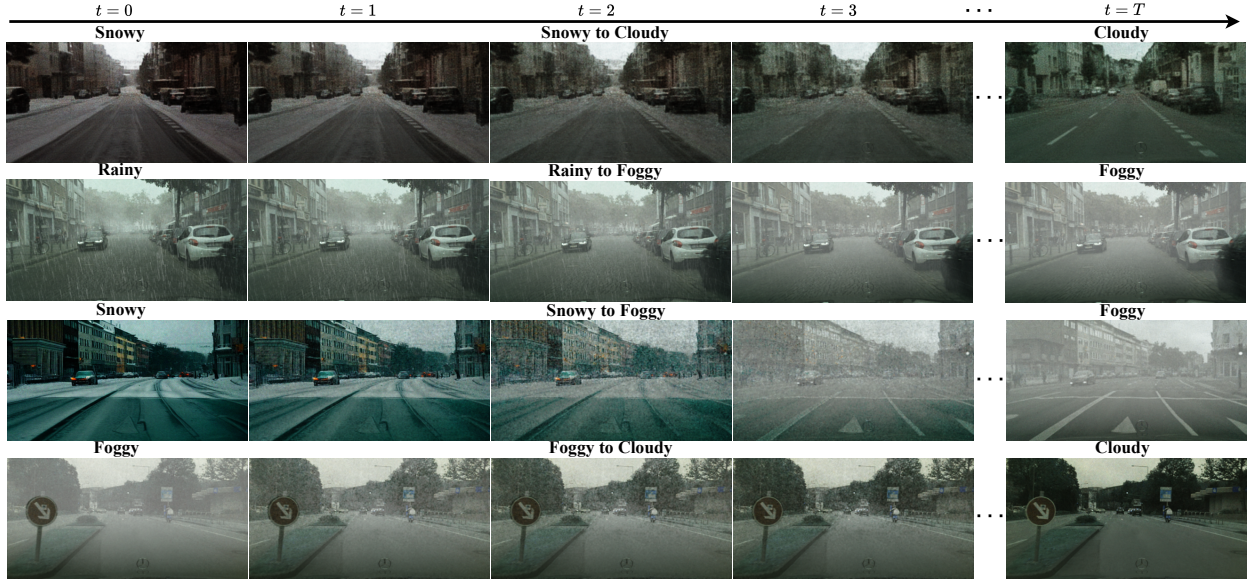 t = 0 t = 1 t = 2 t = 3 ··· t = T
Snowy Snowy to Cloudy Cloudy
···
Rainy Rainy to Foggy Foggy
···
Snowy Snowy to Foggy Foggy
···
Foggy Foggy to Cloudy Cloudy
···